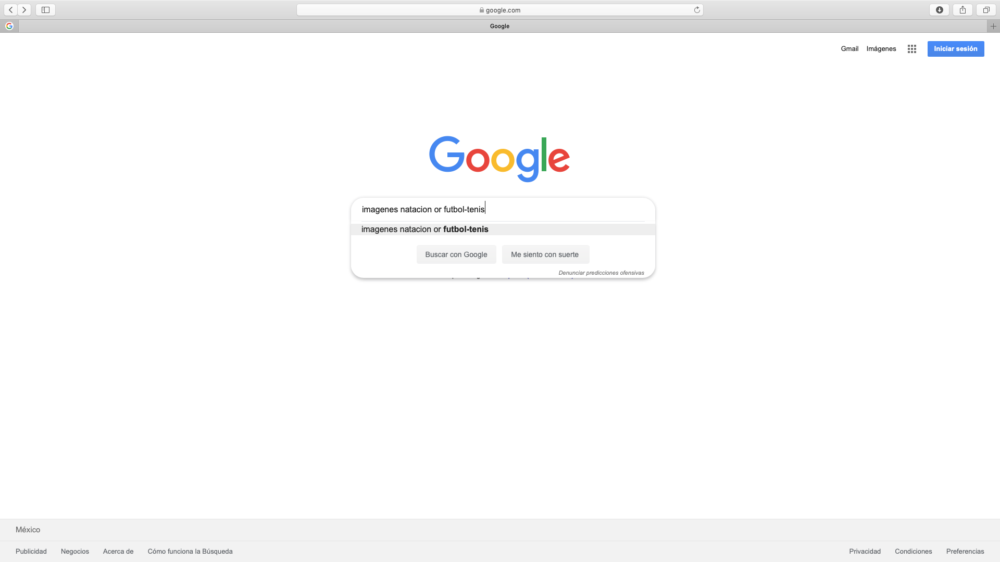 google.com
Google
Gmail Imágenes Iniciar sesión
Google
imagenes natacion or futbol-tenis
imagenes natacion or futbol-tenis
Buscar con Google Me siento con suerte
Denunciar predicciones ofensivas
México
Publicidad Negocios Acerca de Cómo funciona la Búsqueda Privacidad Condiciones Preferencias